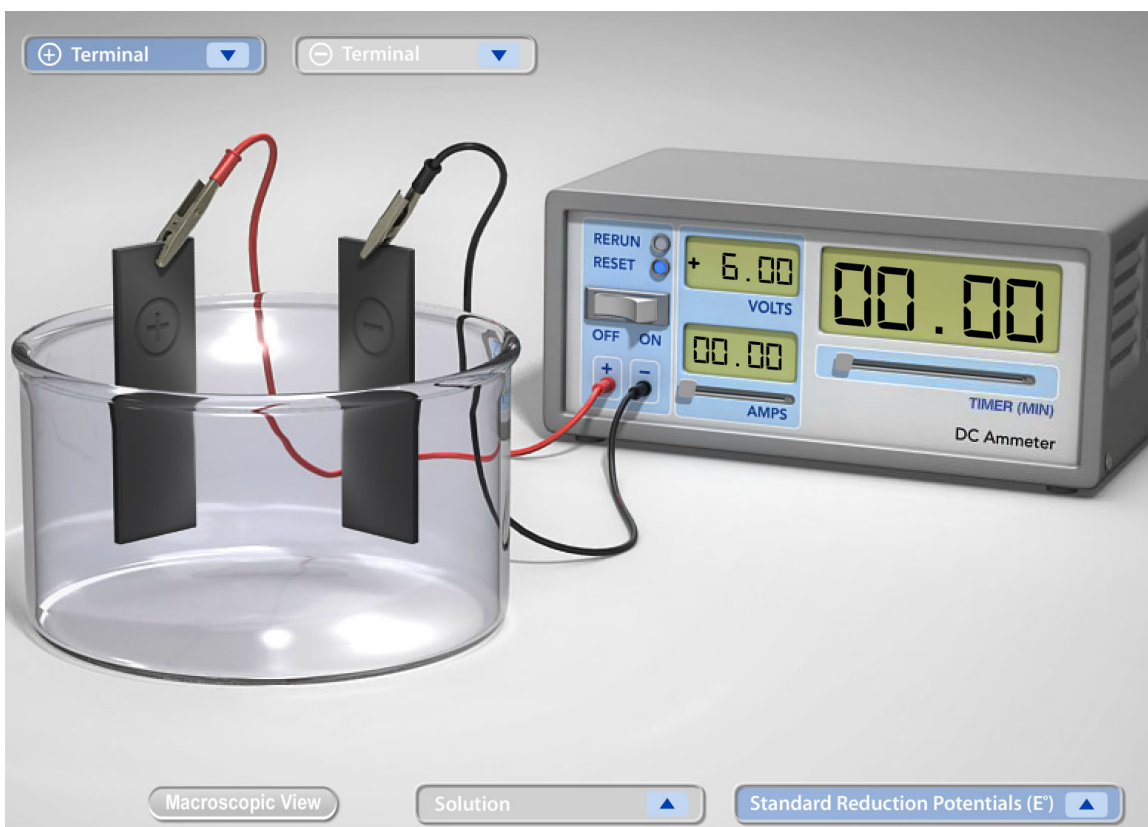 + Terminal
− Terminal
RERUN
RESET
+ 6.00
VOLTS
OFF ON
+ −
00.00
AMPS
00.00
TIMER (MIN)
DC Ammeter
+
−
Macroscopic View
Solution
Standard Reduction Potentials (E°)